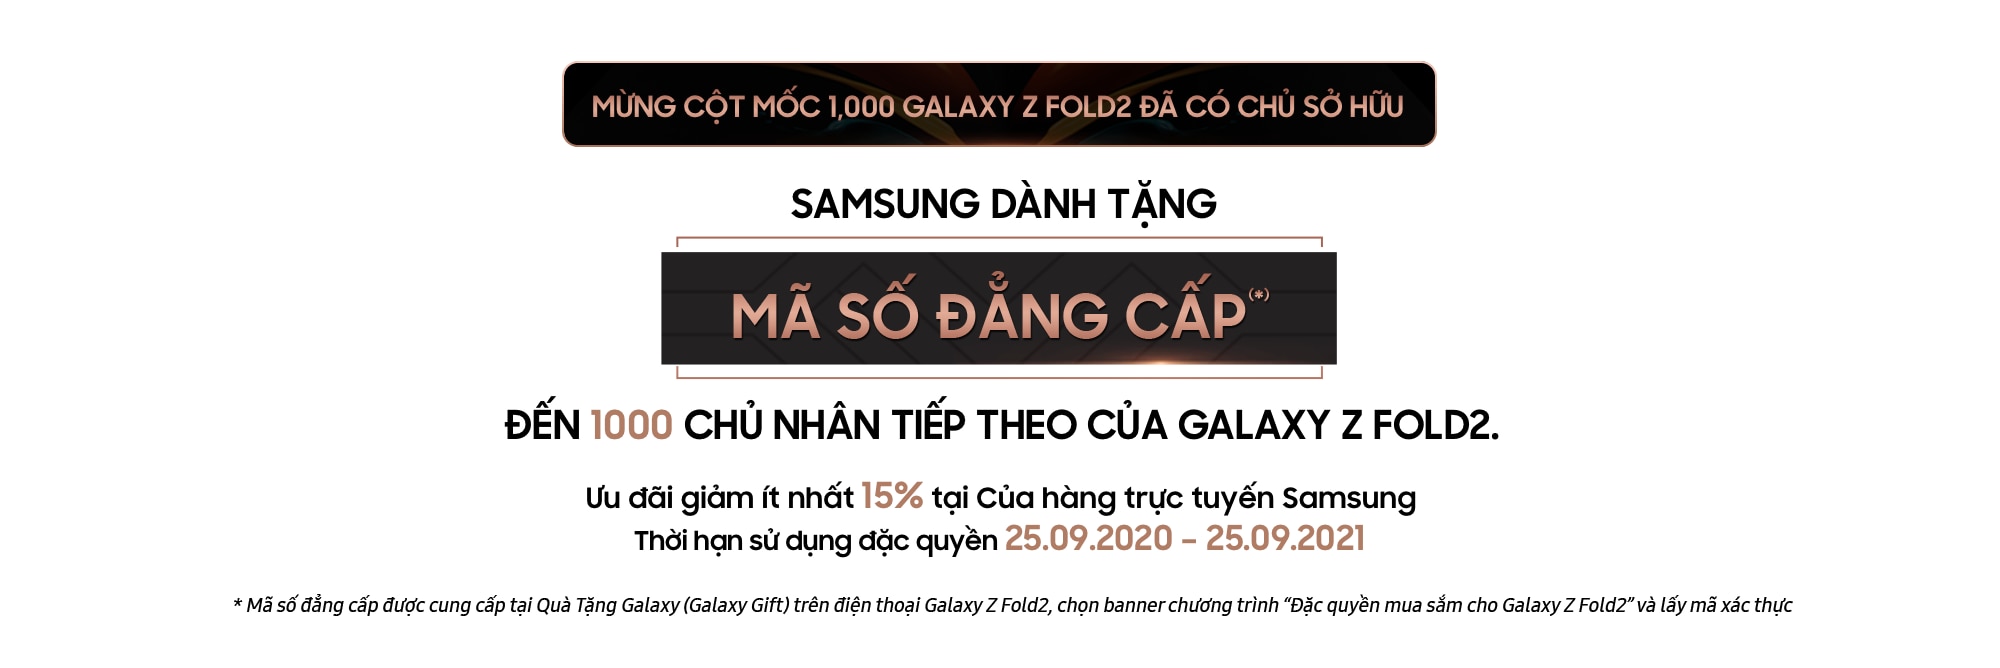 MỪNG CỘT MỐC 1,000 GALAXY Z FOLD2 ĐÃ CÓ CHỦ SỞ HỮU
SAMSUNG DÀNH TẶNG
MÃ SỐ ĐẲNG CẤP(*)
ĐẾN 1000 CHỦ NHÂN TIẾP THEO CỦA GALAXY Z FOLD2.
Ưu đãi giảm ít nhất 15% tại Của hàng trực tuyến Samsung
Thời hạn sử dụng đặc quyền 25.09.2020 – 25.09.2021
* Mã số đẳng cấp được cung cấp tại Quà Tặng Galaxy (Galaxy Gift) trên điện thoại Galaxy Z Fold2, chọn banner chương trình “Đặc quyền mua sắm cho Galaxy Z Fold2” và lấy mã xác thực